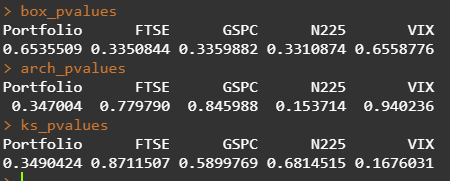 > box_pvalues
Portfolio FTSE GSPC N225 VIX
0.6535509 0.3350844 0.3359882 0.3310874 0.6558776
> arch_pvalues
Portfolio FTSE GSPC N225 VIX
0.347004 0.779790 0.845988 0.153714 0.940236
> ks_pvalues
Portfolio FTSE GSPC N225 VIX
0.3490424 0.8711507 0.5899769 0.6814515 0.1676031
>